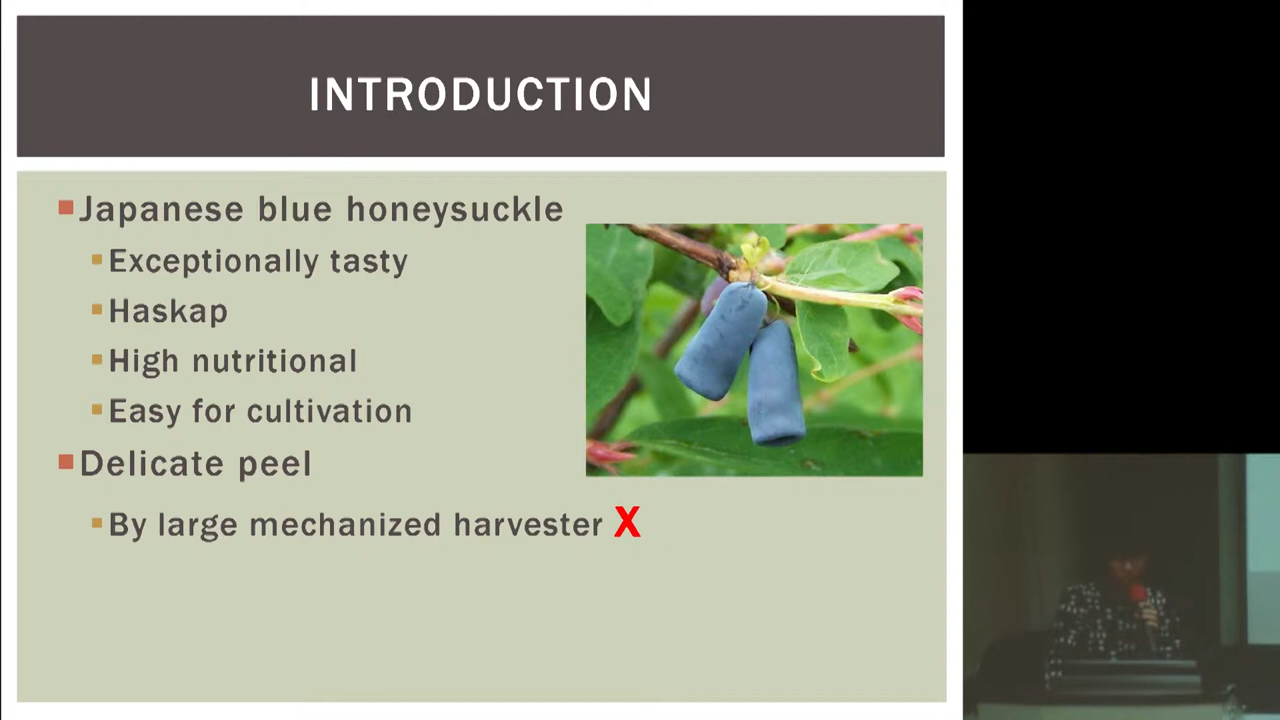 INTRODUCTION
Japanese blue honeysuckle
Exceptionally tasty
Haskap
High nutritional
Easy for cultivation
Delicate peel
By large mechanized harvester X